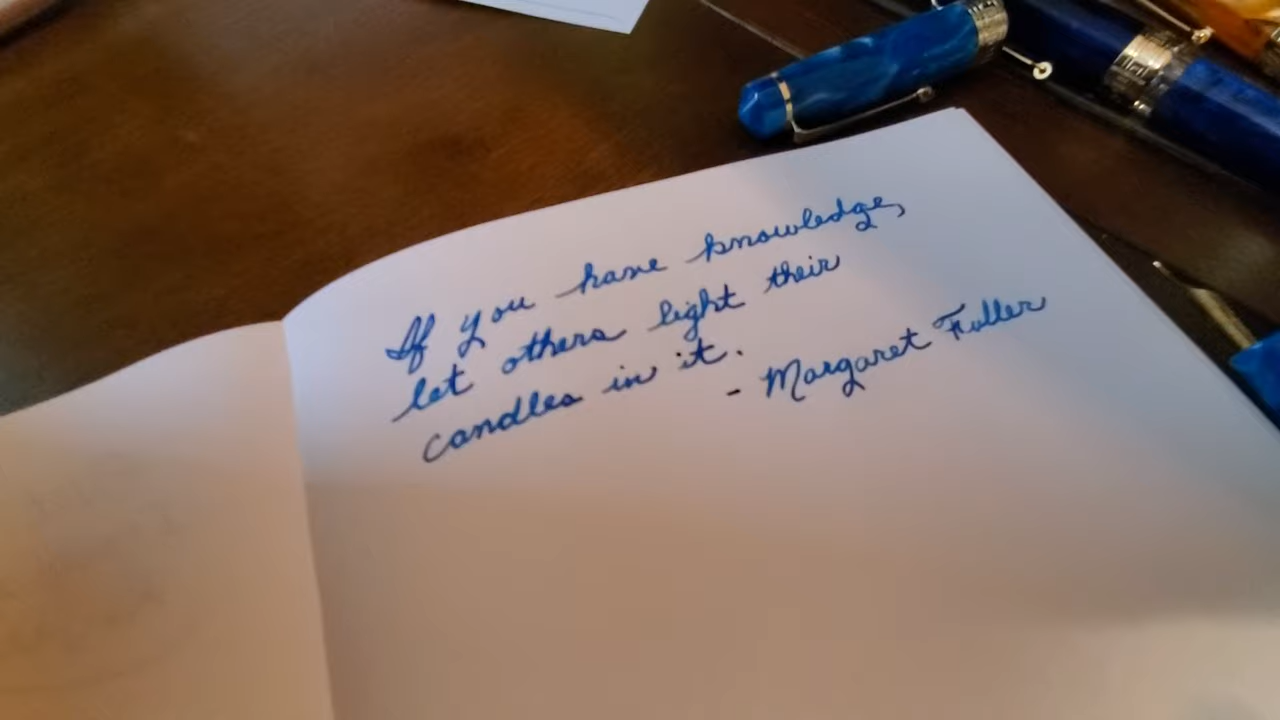 If you have knowledge,
let others light their
candles in it.
- Margaret Fuller